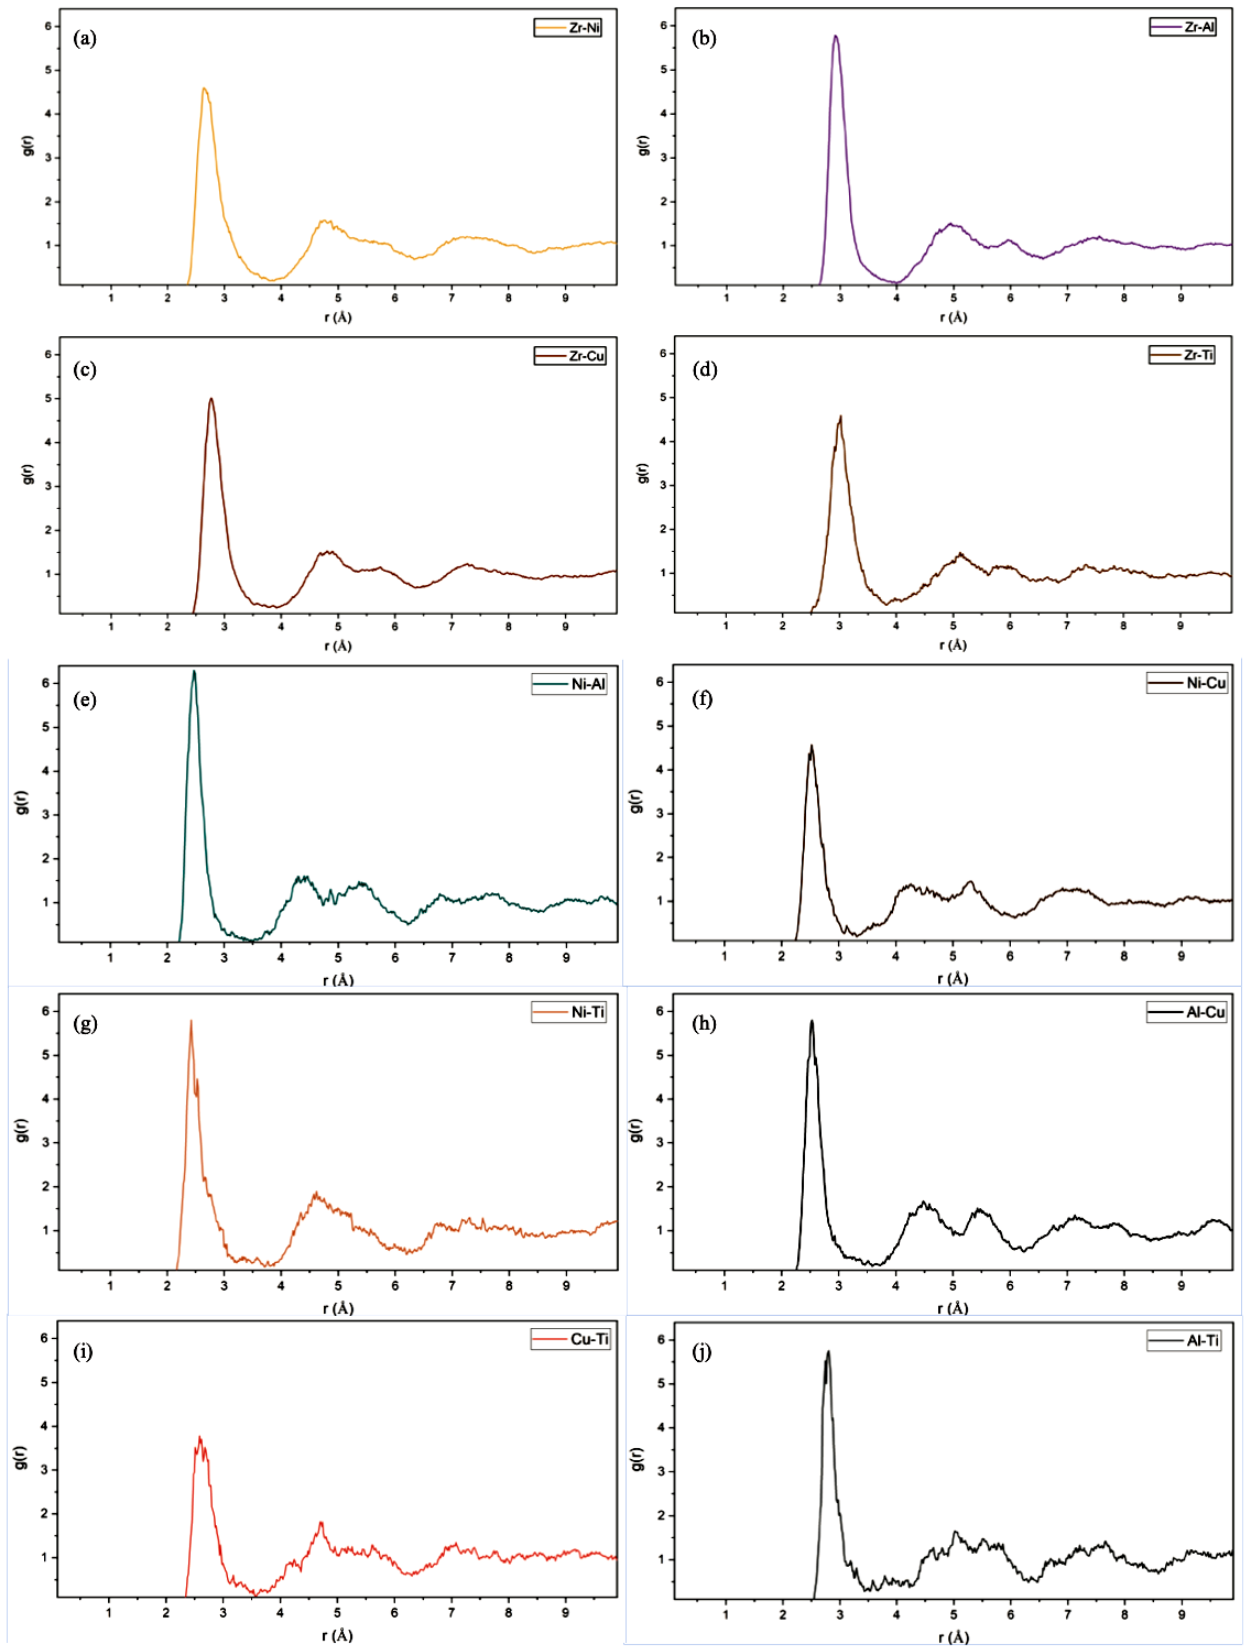 (a)
Zr-Ni
6
5
4
3
2
1
g(r)
1 2 3 4 5 6 7 8 9
r (Å)
(b)
Zr-Al
6
5
4
3
2
1
g(r)
1 2 3 4 5 6 7 8 9
r (Å)
(c)
Zr-Cu
6
5
4
3
2
1
g(r)
1 2 3 4 5 6 7 8 9
r (Å)
(d)
Zr-Ti
6
5
4
3
2
1
g(r)
1 2 3 4 5 6 7 8 9
r (Å)
(e)
Ni-Al
6
5
4
3
2
1
g(r)
1 2 3 4 5 6 7 8 9
r (Å)
(f)
Ni-Cu
6
5
4
3
2
1
g(r)
1 2 3 4 5 6 7 8 9
r (Å)
(g)
Ni-Ti
6
5
4
3
2
1
g(r)
1 2 3 4 5 6 7 8 9
r (Å)
(h)
Al-Cu
6
5
4
3
2
1
g(r)
1 2 3 4 5 6 7 8 9
r (Å)
(i)
Cu-Ti
6
5
4
3
2
1
g(r)
1 2 3 4 5 6 7 8 9
r (Å)
(j)
Al-Ti
6
5
4
3
2
1
g(r)
1 2 3 4 5 6 7 8 9
r (Å)